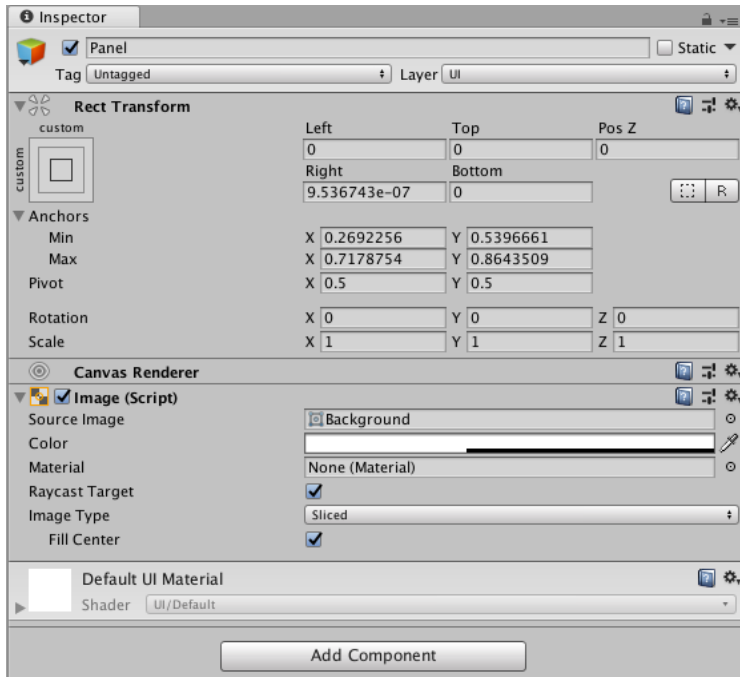 Inspector
Panel Static
Tag Untagged Layer UI
Rect Transform
custom Left Top Pos Z
custom 0 0 0
Right Bottom
9.536743e-07 0 R
Anchors
Min X 0.2692256 Y 0.5396661
Max X 0.7178754 Y 0.8643509
Pivot X 0.5 Y 0.5
Rotation X 0 Y 0 Z 0
Scale X 1 Y 1 Z 1
Canvas Renderer
Image (Script)
Source Image Background
Color
Material None (Material)
Raycast Target
Image Type Sliced
Fill Center
Default UI Material
Shader UI/Default
Add Component